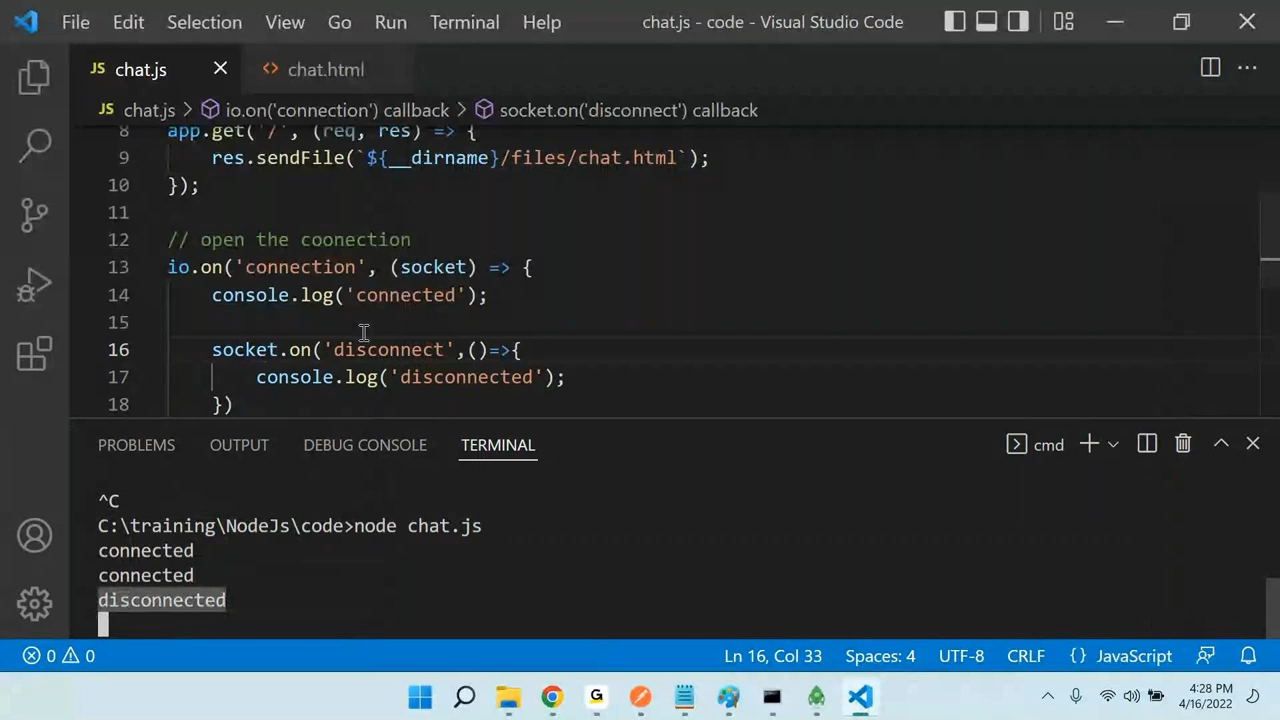 File Edit Selection View Go Run Terminal Help chat.js - code - Visual Studio Code
JS chat.js chat.html
JS chat.js > io.on('connection') callback > socket.on('disconnect') callback
8 app.get('/', (req, res) => {
9 res.sendFile(`${__dirname}/files/chat.html`);
10 });
11
12 // open the coonection
13 io.on('connection', (socket) => {
14 console.log('connected');
15
16 socket.on('disconnect',()=>{
17 console.log('disconnected');
18 })
PROBLEMS OUTPUT DEBUG CONSOLE TERMINAL cmd
^C
C:\training\NodeJs\code>node chat.js
connected
connected
disconnected
0 0 Ln 16, Col 33 Spaces: 4 UTF-8 CRLF {} JavaScript
G
4:28 PM
4/16/2022